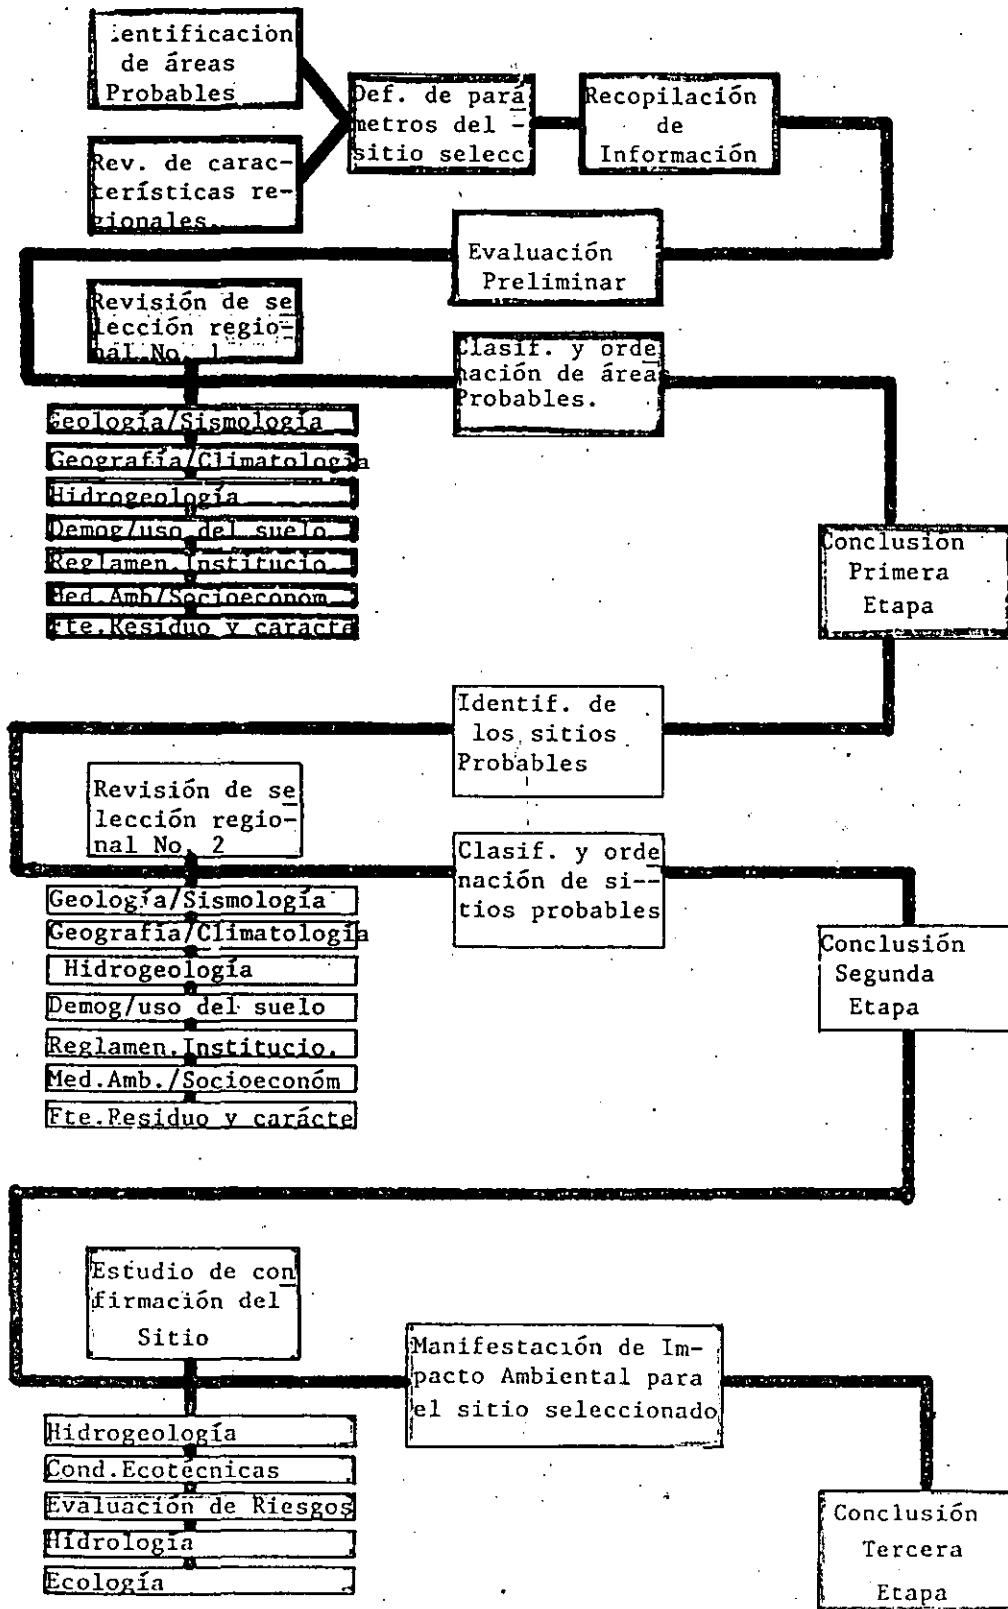 Identificación
de áreas
Probables
Rev. de carac-
terísticas re-
gionales.
Def. de pará
metros del -
sitio selecc
Recopilación
de
Información
Evaluación
Preliminar
Revisión de se
lección regio-
nal No. 1
Clasif. y orde
nación de áreas
Probables.
Geología/Sismología
Geografía/Climatología
Hidrogeología
Demog/uso del suelo
Reglamen.Institucio.
Med.Amb/Socioeconom
Fte.Residuo y caracte
Conclusión
Primera
Etapa
Identif. de
los sitios
Probables
Revisión de se
lección regio-
nal No. 2
Clasif. y orde
nación de si--
tios probables
Geología/Sismología
Geografía/Climatología
Hidrogeología
Demog/uso del suelo
Reglamen.Institucio.
Med.Amb./Socioeconóm
Fte.Residuo y carácte
Conclusión
Segunda
Etapa
Estudio de con
firmación del
Sitio
Manifestación de Im-
pacto Ambiental para
el sitio seleccionado
Hidrogeología
Cond.Ecotécnicas
Evaluación de Riesgos
Hidrología
Ecología
Conclusión
Tercera
Etapa